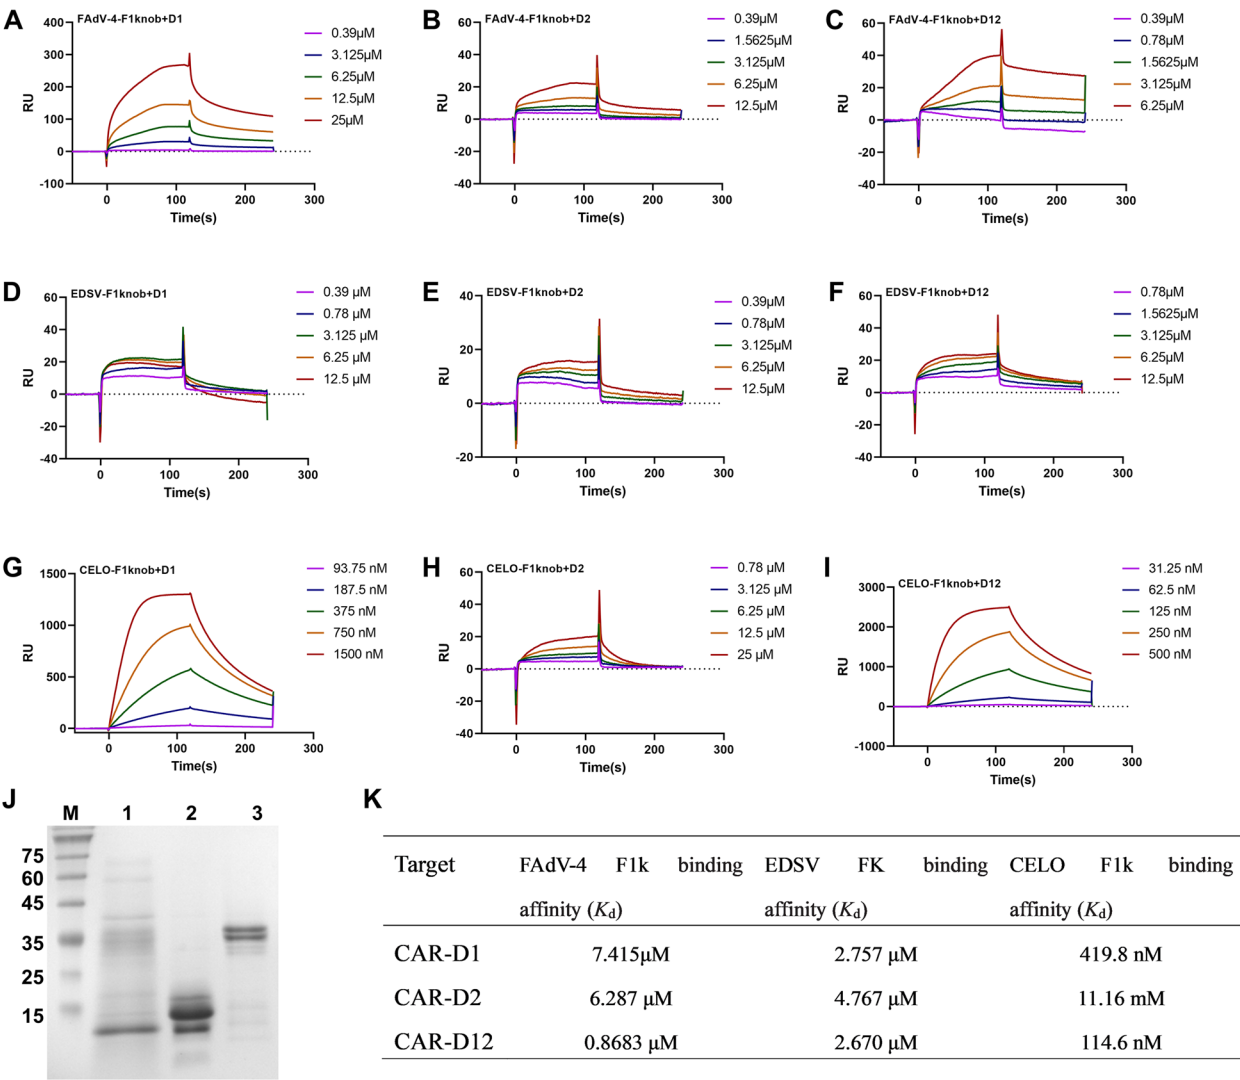 A
FAdV-4-F1knob+D1
400
300
200
100
0
-100
RU
0 100 200 300
Time(s)
0.39μM
3.125μM
6.25μM
12.5μM
25μM
B
FAdV-4-F1knob+D2
60
40
20
0
-20
-40
RU
0 100 200 300
Time(s)
0.39μM
1.5625μM
3.125μM
6.25μM
12.5μM
C
FAdV-4-F1knob+D12
60
40
20
0
-20
-40
RU
0 100 200 300
Time(s)
0.39μM
0.78μM
1.5625μM
3.125μM
6.25μM
D
EDSV-F1knob+D1
60
40
20
0
-20
-40
RU
0 100 200 300
Time(s)
0.39 μM
0.78 μM
3.125 μM
6.25 μM
12.5 μM
E
EDSV-F1knob+D2
40
20
0
-20
RU
0 100 200 300
Time(s)
0.39μM
0.78μM
3.125μM
6.25μM
12.5μM
F
EDSV-F1knob+D12
60
40
20
0
-20
-40
RU
0 100 200 300
Time(s)
0.78μM
1.5625μM
3.125μM
6.25μM
12.5μM
G
CELO-F1knob+D1
1500
1000
500
0
RU
0 100 200 300
Time(s)
93.75 nM
187.5 nM
375 nM
750 nM
1500 nM
H
CELO-F1knob+D2
60
40
20
0
-20
-40
RU
0 100 200 300
Time(s)
0.78 μM
3.125 μM
6.25 μM
12.5 μM
25 μM
I
CELO-F1knob+D12
3000
2000
1000
0
-1000
RU
0 100 200 300
Time(s)
31.25 nM
62.5 nM
125 nM
250 nM
500 nM
J
M 1 2 3
75
60
45
35
25
15
K
Target FAdV-4 F1k binding EDSV FK binding CELO F1k binding
affinity (Kd) affinity (Kd) affinity (Kd)
CAR-D1 7.415μM 2.757 μM 419.8 nM
CAR-D2 6.287 μM 4.767 μM 11.16 mM
CAR-D12 0.8683 μM 2.670 μM 114.6 nM